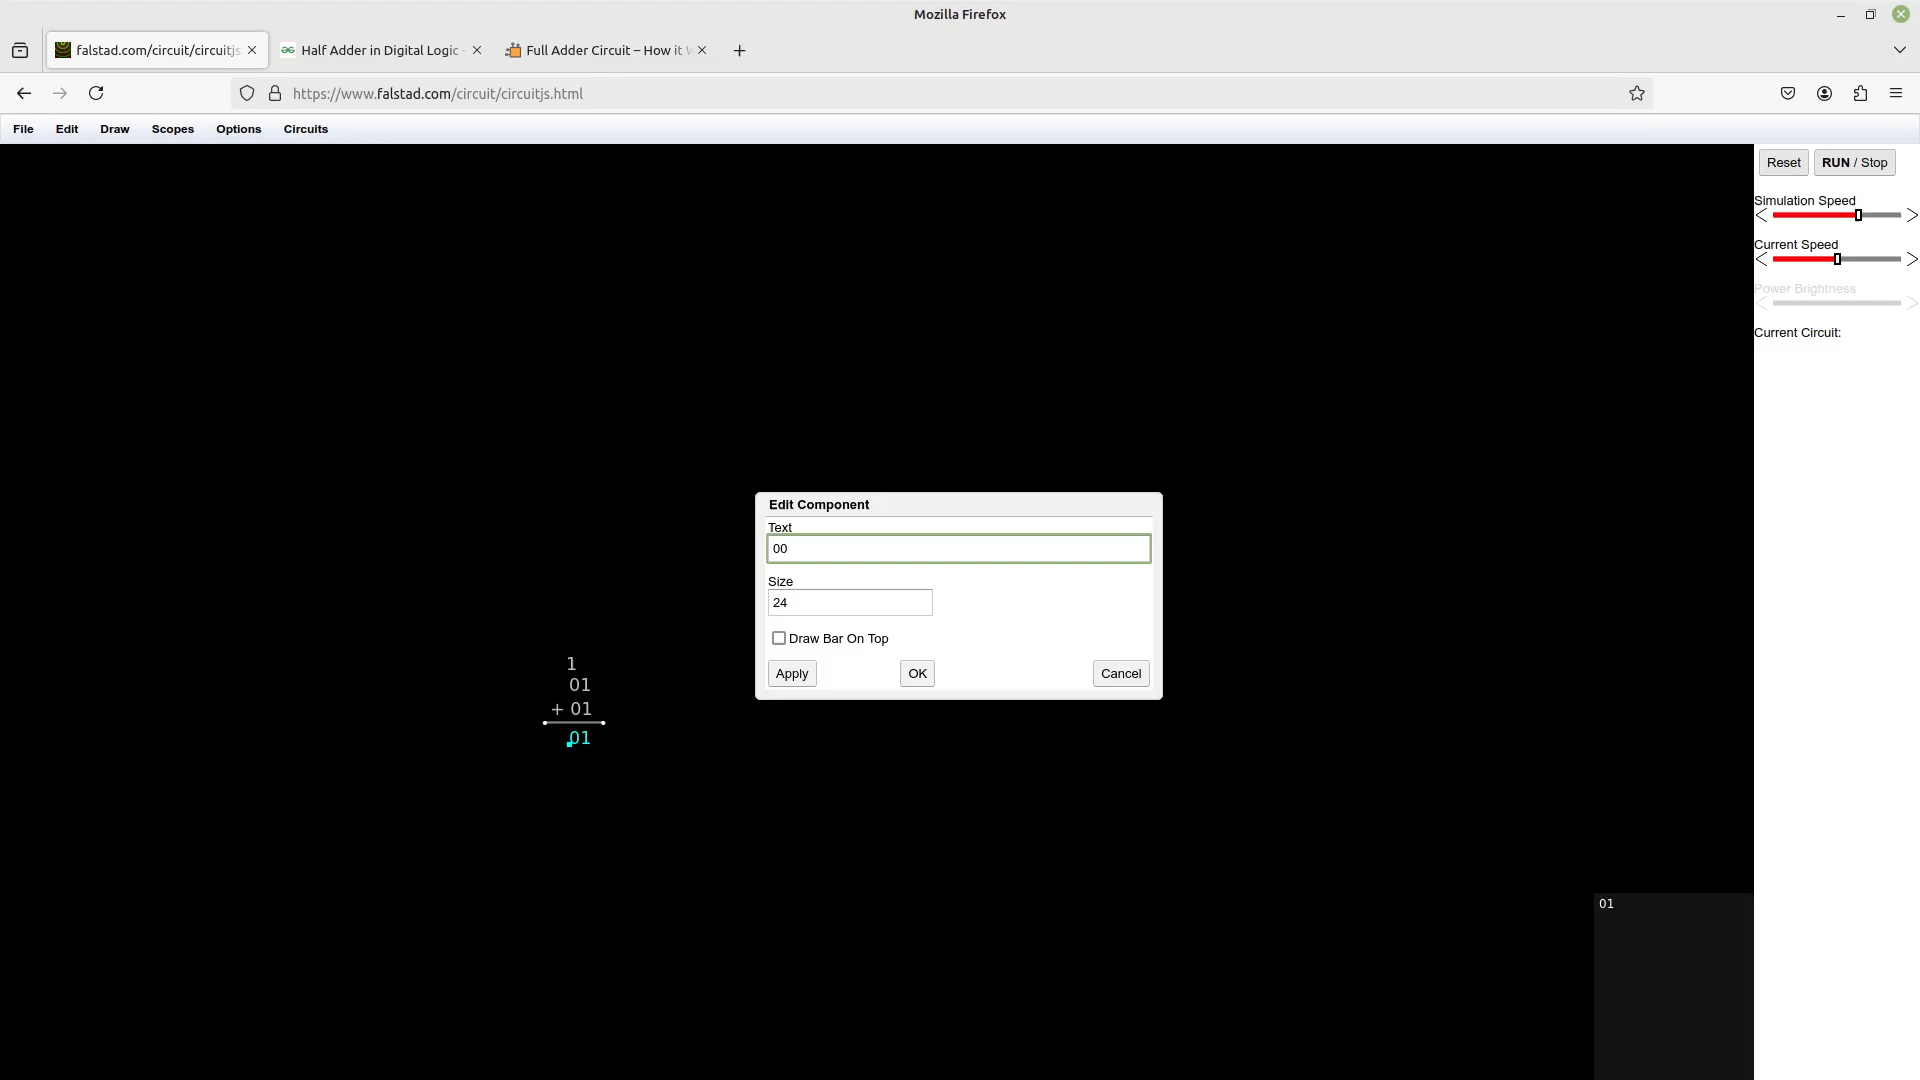 Mozilla Firefox
falstad.com/circuit/circuitjs
Half Adder in Digital Logic
Full Adder Circuit – How it W
https://www.falstad.com/circuit/circuitjs.html
File Edit Draw Scopes Options Circuits
Reset RUN / Stop
Simulation Speed
Current Speed
Power Brightness
Current Circuit:
Edit Component
Text
00
Size
24
Draw Bar On Top
Apply OK Cancel
1
01
+ 01
01
01